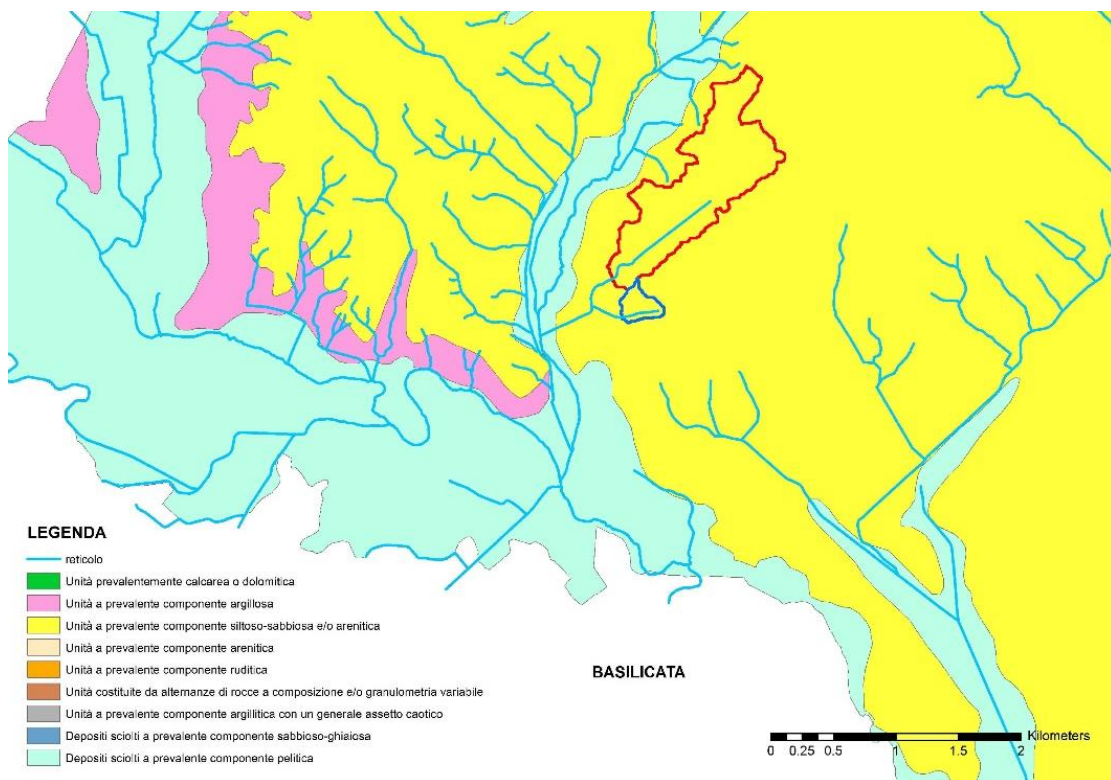 LEGENDA
reticolo
Unità prevalentemente calcarea o dolomitica
Unità a prevalente componente argillosa
Unità a prevalente componente siltoso-sabbiosa e/o arenitica
Unità a prevalente componente arenitica
Unità a prevalente componente ruditica
Unità costituite da alternanze di rocce a composizione e/o granulometria variabile
Unità a prevalente componente argillitica con un generale assetto caotico
Depositi sciolti a prevalente componente sabbioso-ghiaiosa
Depositi sciolti a prevalente componente pelitica
BASILICATA
Kilometers
0 0.25 0.5 1 1.5 2